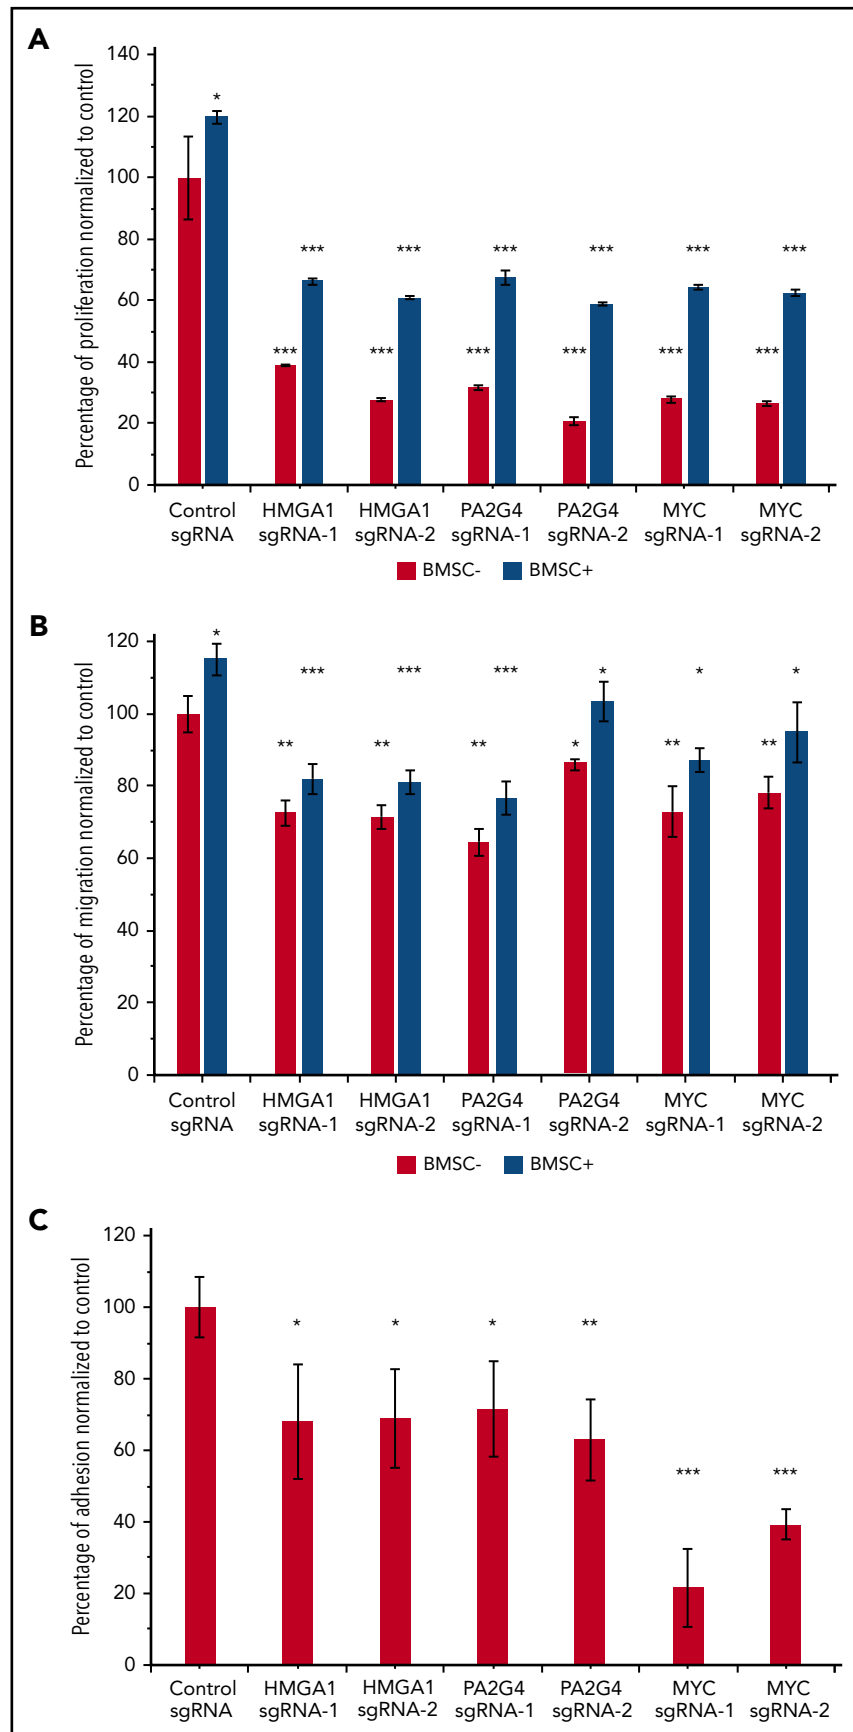 A
Percentage of proliferation normalized to control
140
120
100
80
60
40
20
0
*
*** *** *** *** *** ***
*** *** *** *** *** ***
Control HMGA1 HMGA1 PA2G4 PA2G4 MYC MYC
sgRNA sgRNA-1 sgRNA-2 sgRNA-1 sgRNA-2 sgRNA-1 sgRNA-2
BMSC- BMSC+
B
Percentage of migration normalized to control
120
100
80
60
40
20
0
*
*** *** *** * * *
** ** ** * ** **
Control HMGA1 HMGA1 PA2G4 PA2G4 MYC MYC
sgRNA sgRNA-1 sgRNA-2 sgRNA-1 sgRNA-2 sgRNA-1 sgRNA-2
BMSC- BMSC+
C
Percentage of adhesion normalized to control
120
100
80
60
40
20
0
* * * **
*** ***
Control HMGA1 HMGA1 PA2G4 PA2G4 MYC MYC
sgRNA sgRNA-1 sgRNA-2 sgRNA-1 sgRNA-2 sgRNA-1 sgRNA-2